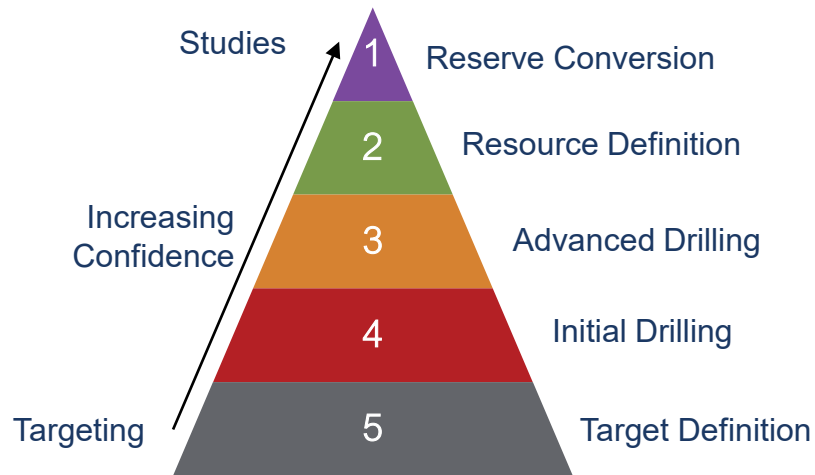 Studies
1
Reserve Conversion
2
Resource Definition
Increasing
Confidence
3
Advanced Drilling
4
Initial Drilling
Targeting
5
Target Definition